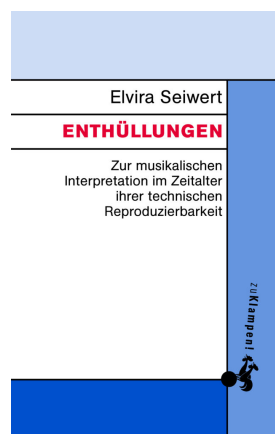 Elvira Seiwert
ENTHÜLLUNGEN
Zur musikalischen
Interpretation im Zeitalter
ihrer technischen
Reproduzierbarkeit
zu Klampen!